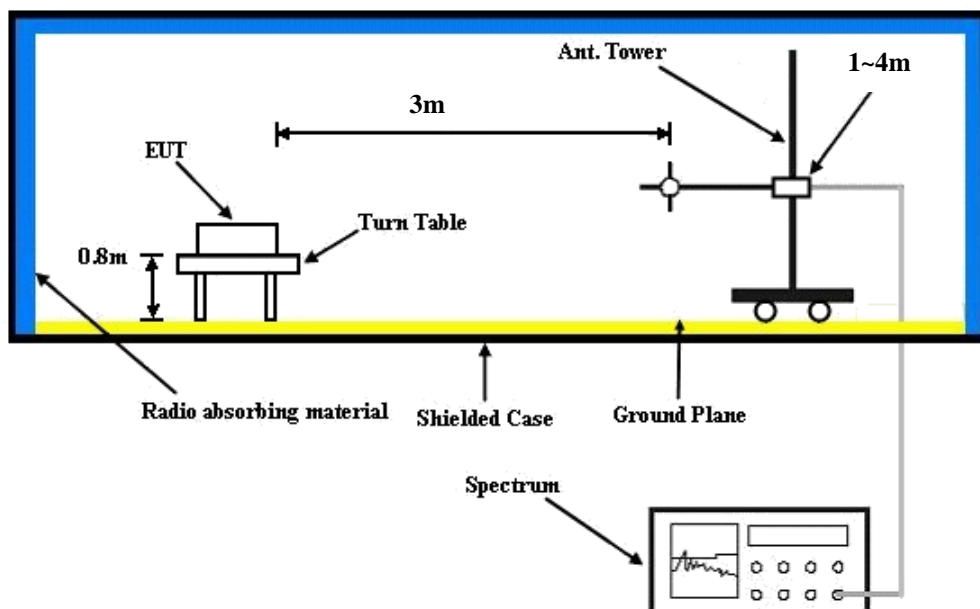 Ant. Tower
1~4m
3m
EUT
Turn Table
0.8m
Radio absorbing material
Shielded Case
Ground Plane
Spectrum